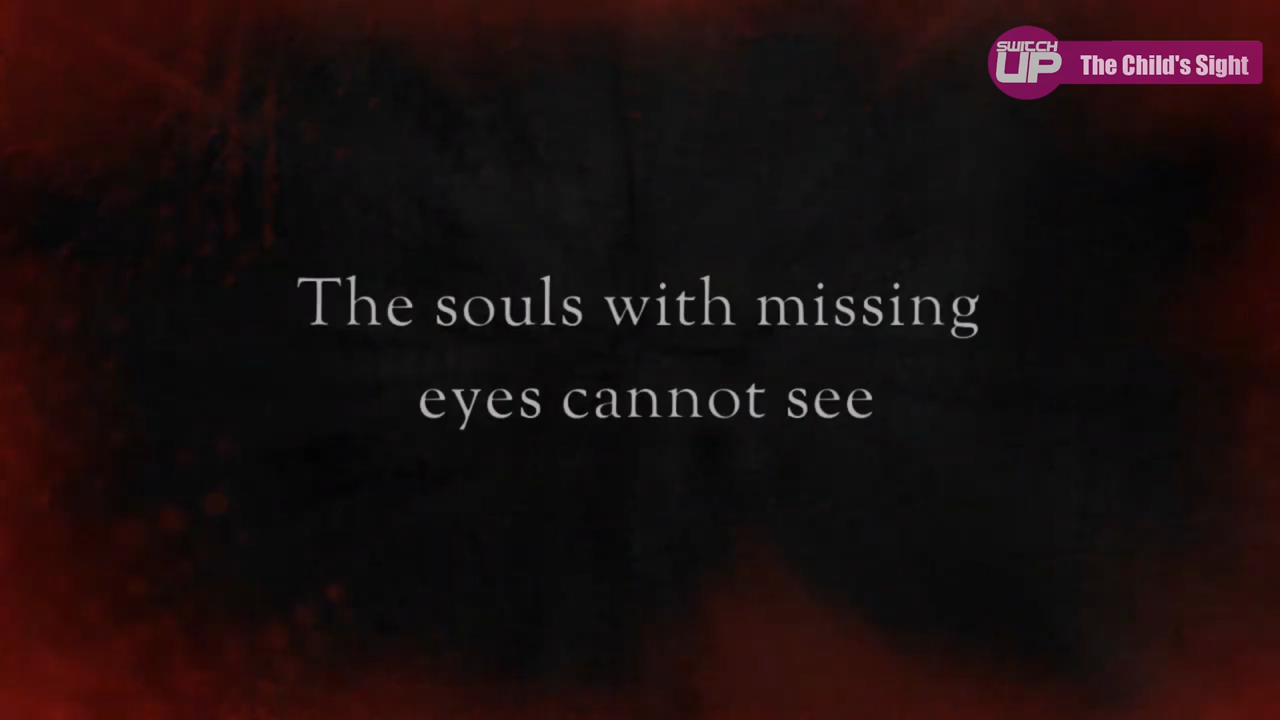 SWITCH
UP
The Child's Sight
The souls with missing
eyes cannot see